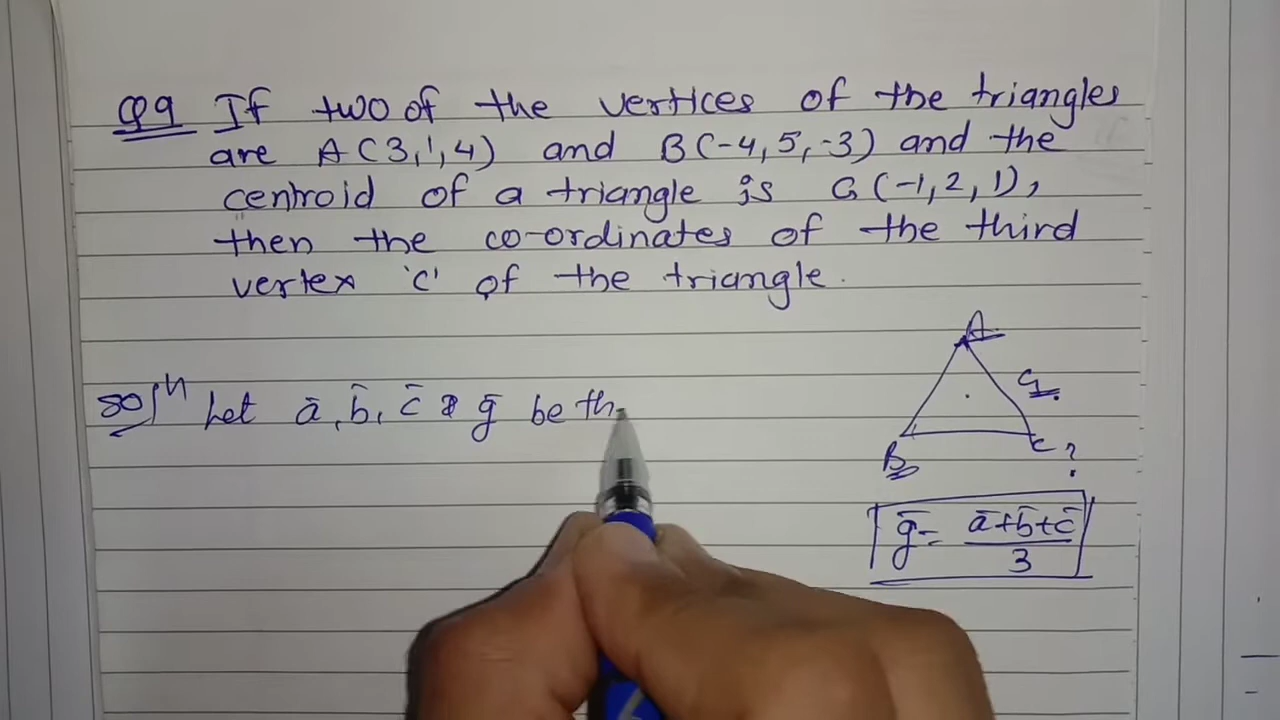 Q9 If two of the vertices of the triangles
are A(3,1,4) and B(-4,5,-3) and the
centroid of a triangle is G(-1,2,1),
then the co-ordinates of the third
vertex 'c' of the triangle.
A
G.
B
C ?
solⁿ Let ā, b̄, c̄ & ḡ be th
ḡ = ā+b̄+c̄
3